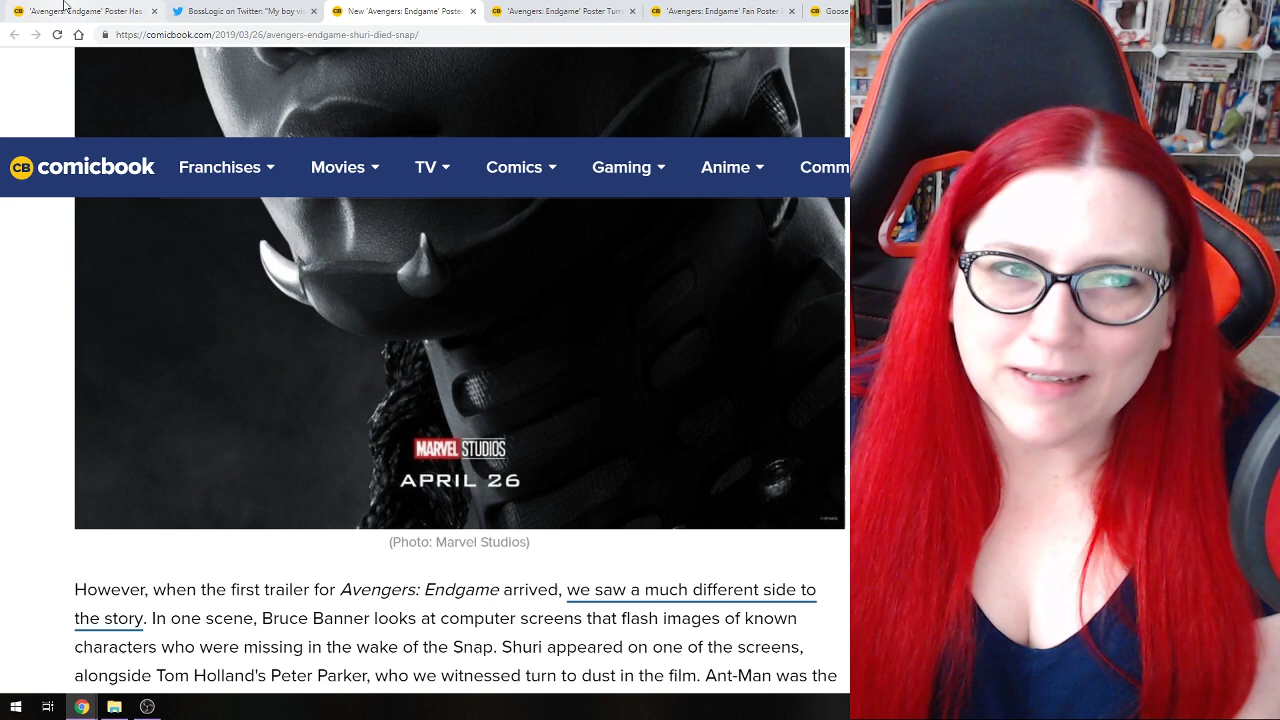 'Avengers: Endgame' Poster Has
BossLogic on Twitter: "My boy vi
New 'Avengers: Endgame' Poster
'Avengers: Endgame' Poster Turn
'Avengers: Endgame' Fan Poster
Goose
https://comicbook.com/2019/03/26/avengers-endgame-shuri-died-snap/
CB comicbook Franchises Movies TV Comics Gaming Anime Comm
MARVEL STUDIOS
APRIL 26
(Photo: Marvel Studios)
However, when the first trailer for Avengers: Endgame arrived, we saw a much different side to
the story. In one scene, Bruce Banner looks at computer screens that flash images of known
characters who were missing in the wake of the Snap. Shuri appeared on one of the screens,
alongside Tom Holland's Peter Parker, who we witnessed turn to dust in the film. Ant-Man was the